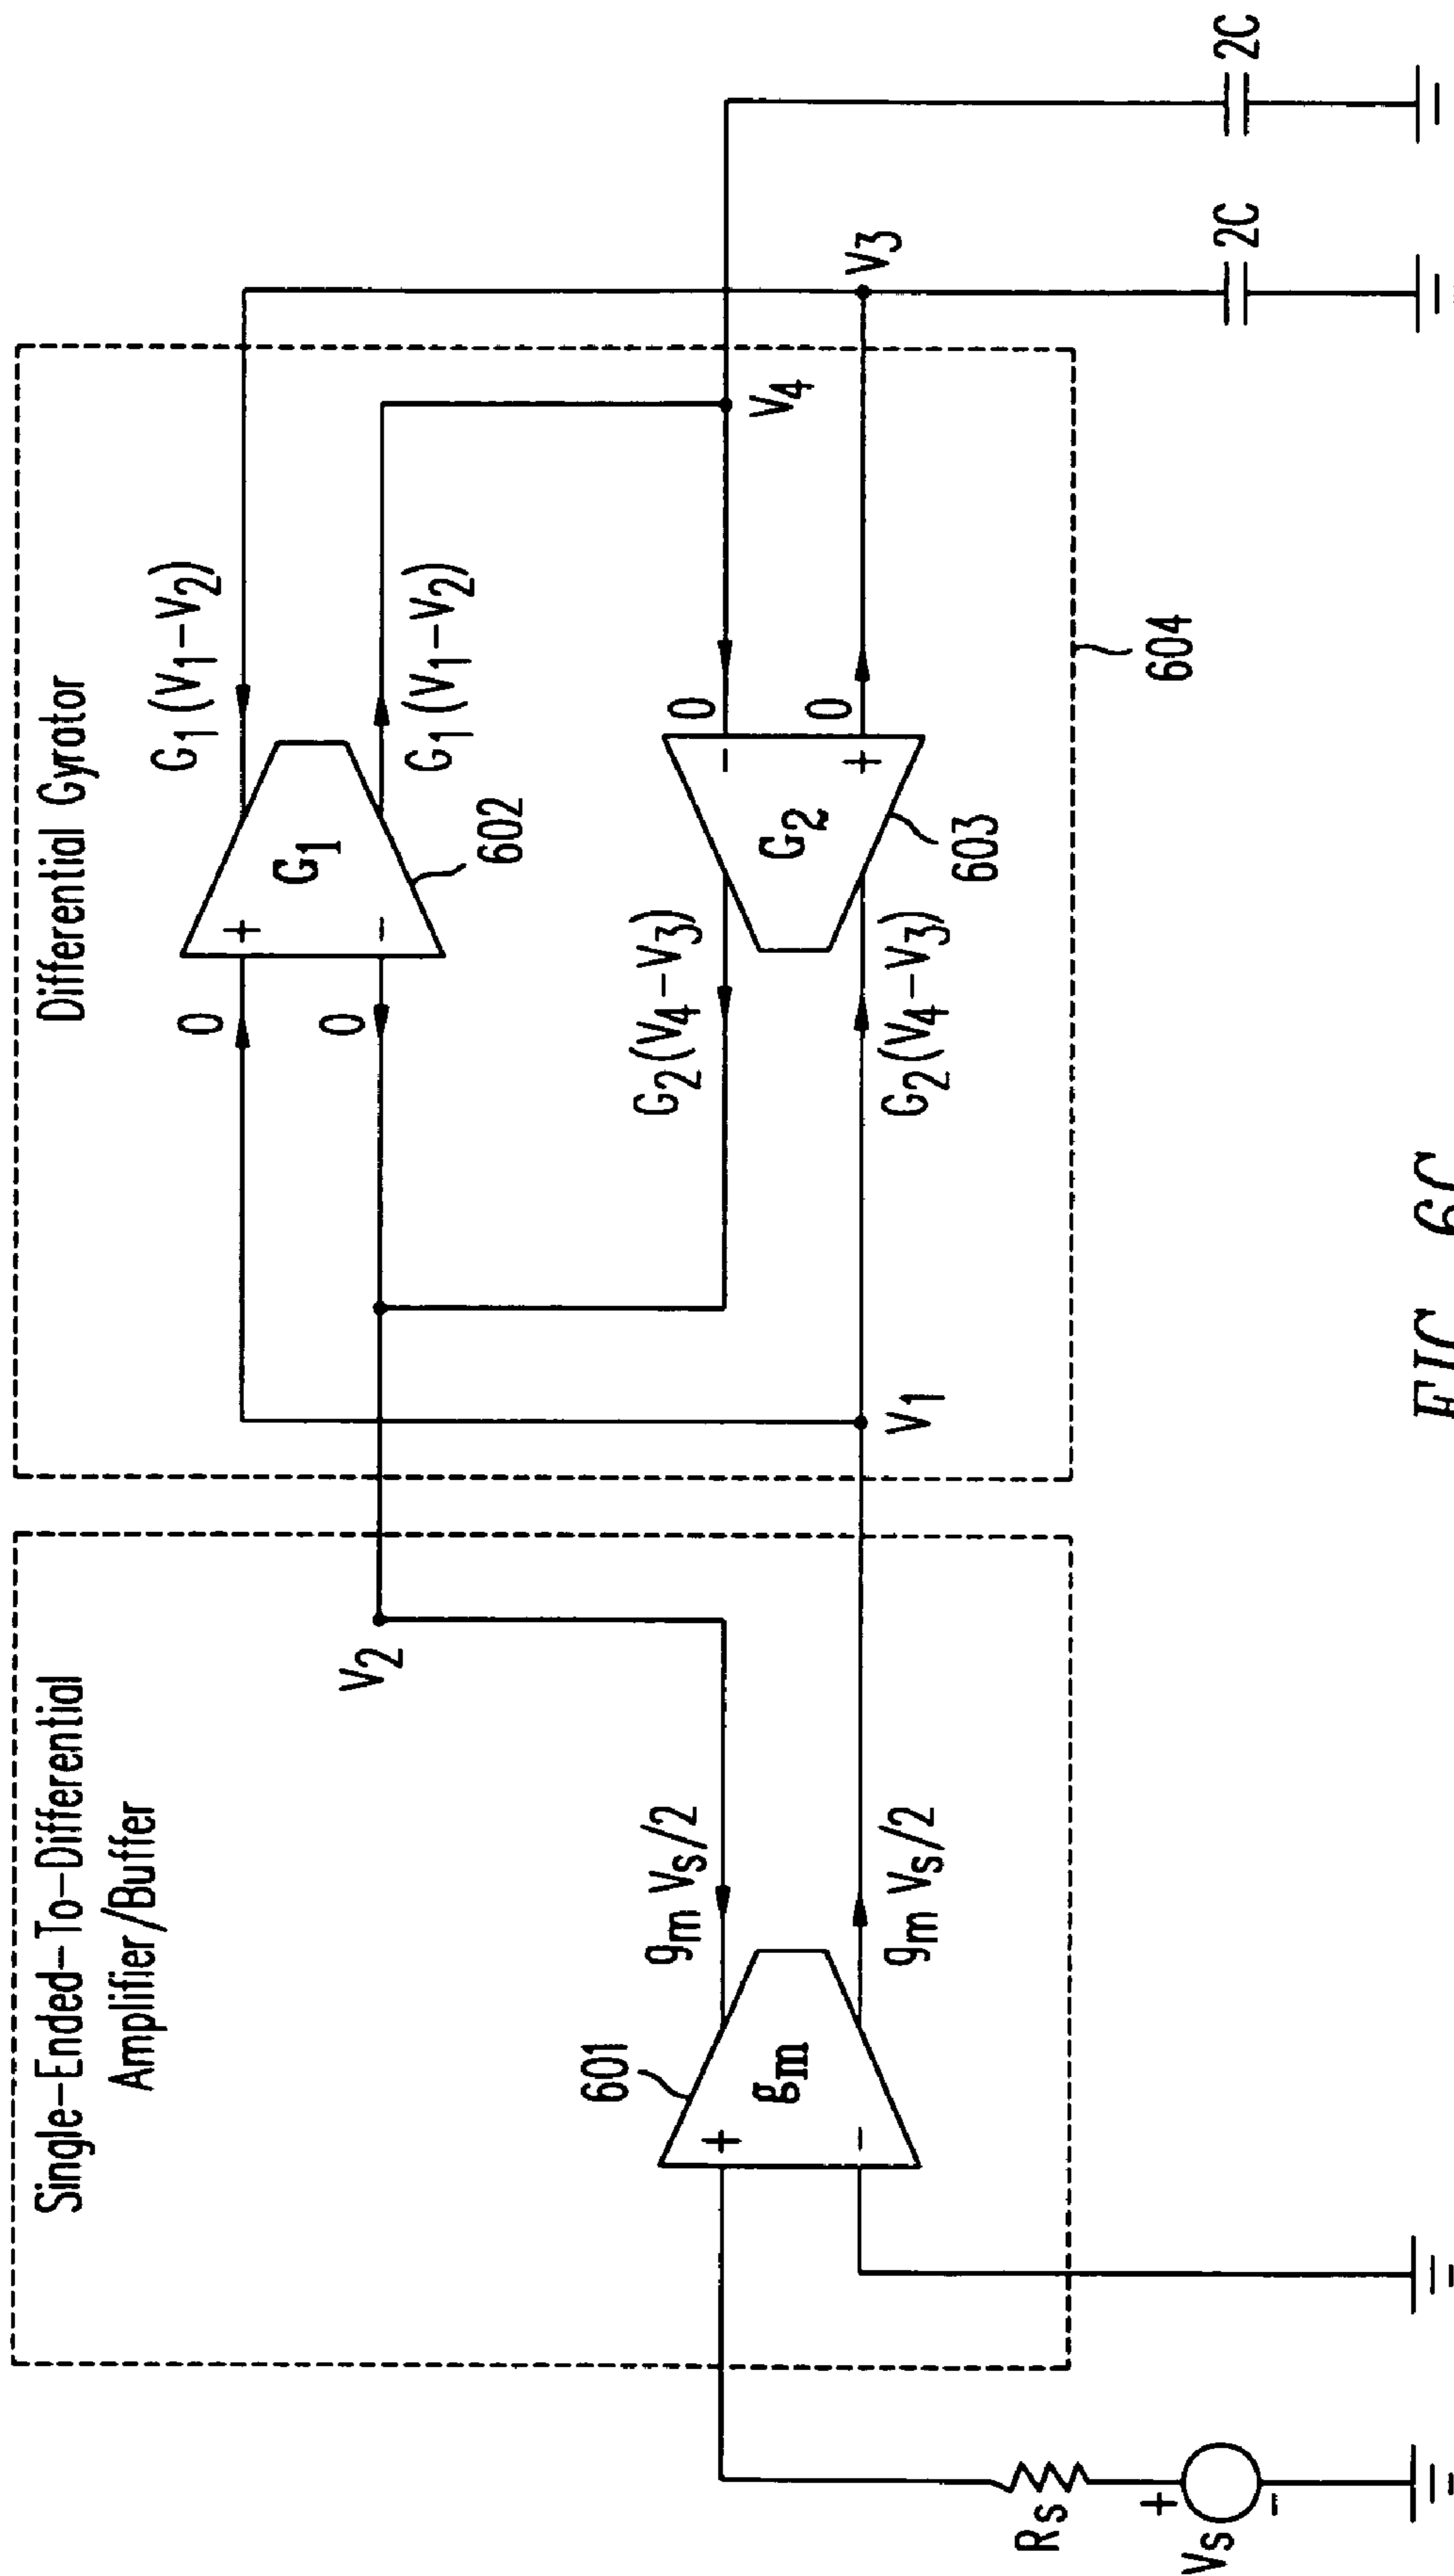 Single-Ended-To-Differential
Amplifier/Buffer
Differential Gyrator
V2
601
gm
+
-
gm Vs/2
gm Vs/2
Rs
+
Vs
-
0
0
+
-
G1
602
G1(V1-V2)
G1(V1-V2)
V1
G2(V4-V3)
G2(V4-V3)
G2
603
-
+
0
0
V4
V3
604
2C
2C
FIG. 6C